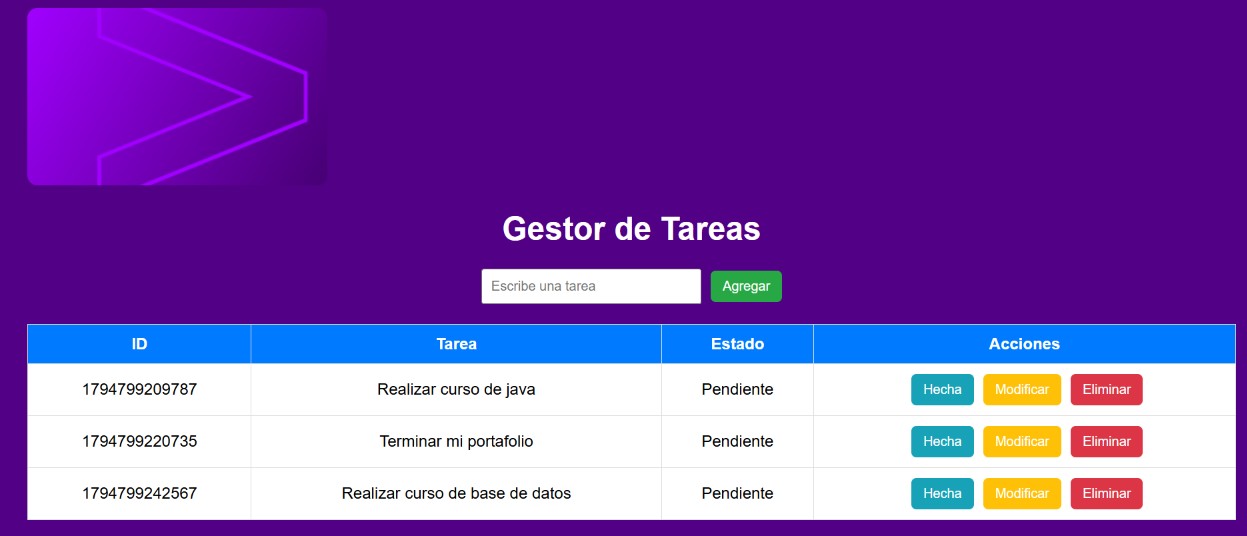 Gestor de Tareas
Escribe una tarea Agregar
ID Tarea Estado Acciones
1794799209787 Realizar curso de java Pendiente Hecha Modificar Eliminar
1794799220735 Terminar mi portafolio Pendiente Hecha Modificar Eliminar
1794799242567 Realizar curso de base de datos Pendiente Hecha Modificar Eliminar